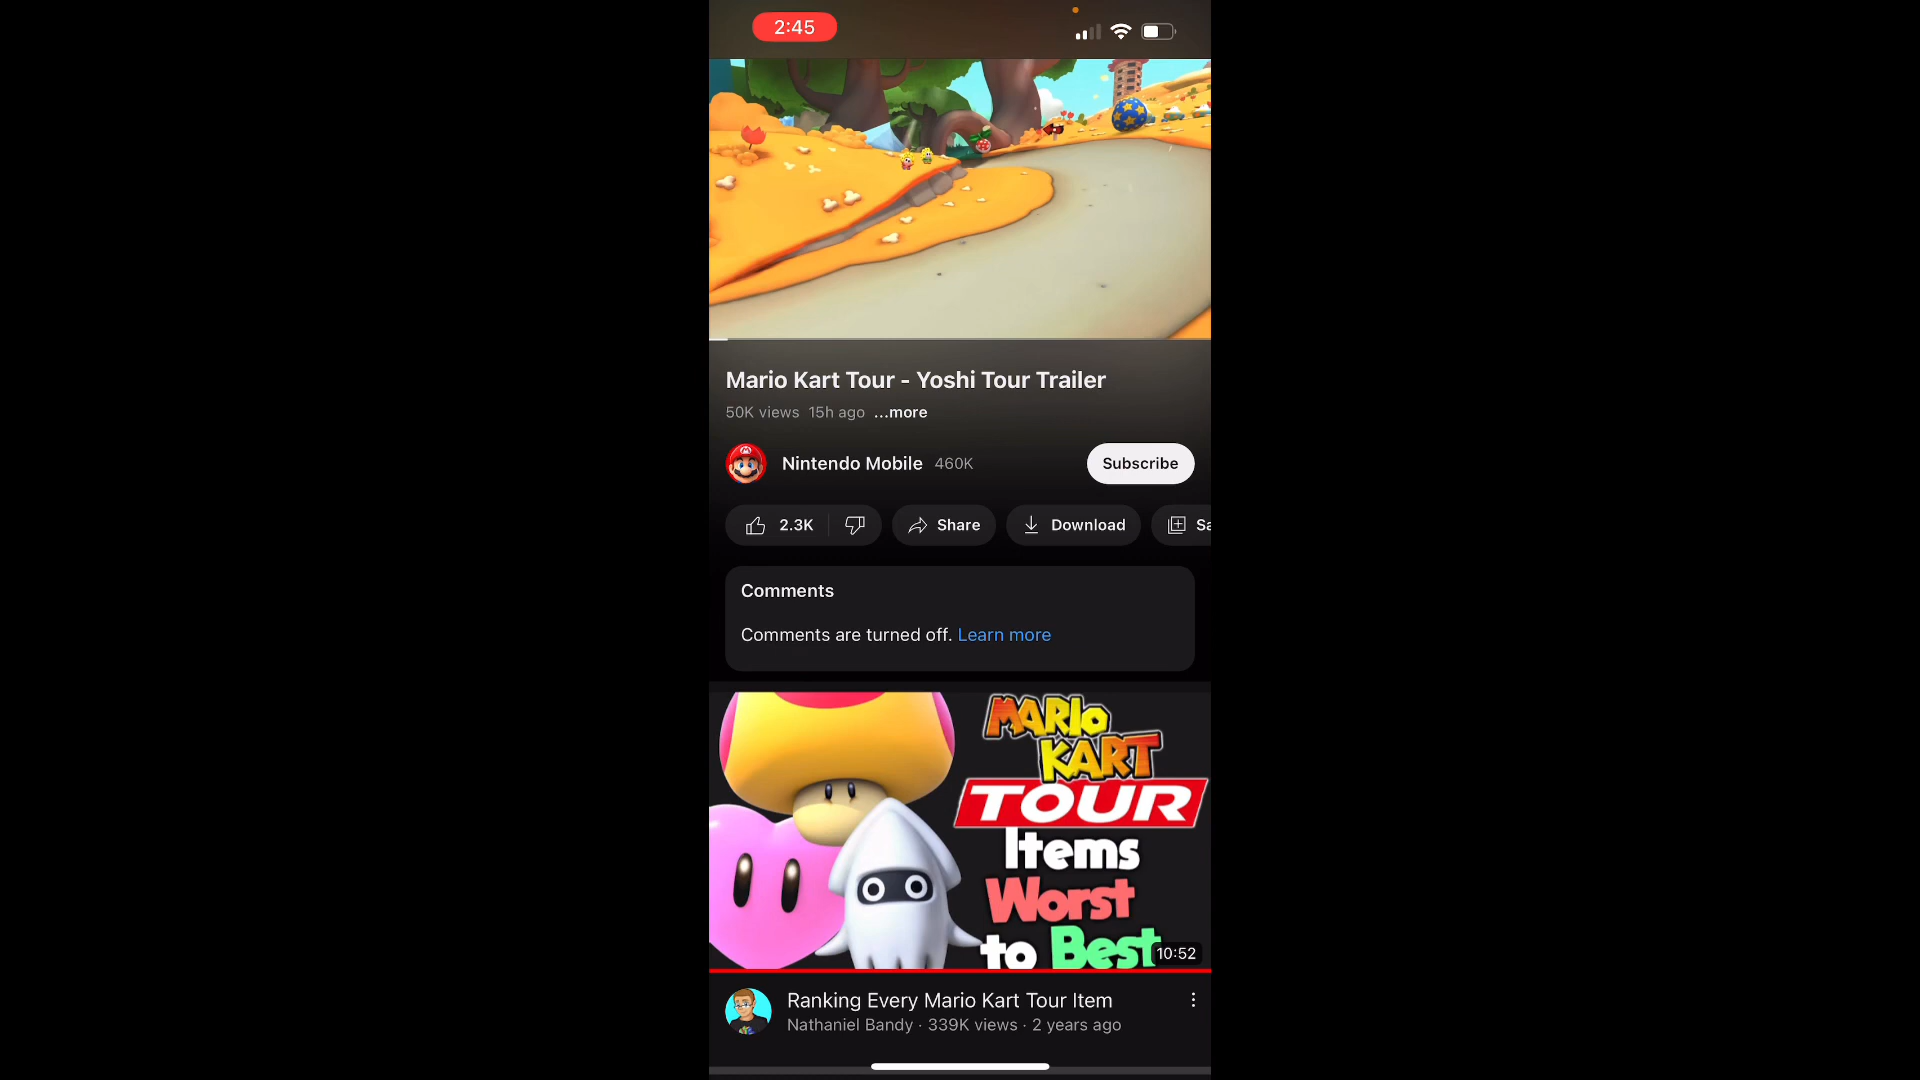 2:45
Mario Kart Tour - Yoshi Tour Trailer
50K views 15h ago ...more
Nintendo Mobile 460K
Subscribe
2.3K
Share
Download
Sa
Comments
Comments are turned off. Learn more
MARIO
KART
TOUR
Items
Worst
to Best
10:52
Ranking Every Mario Kart Tour Item
Nathaniel Bandy · 339K views · 2 years ago